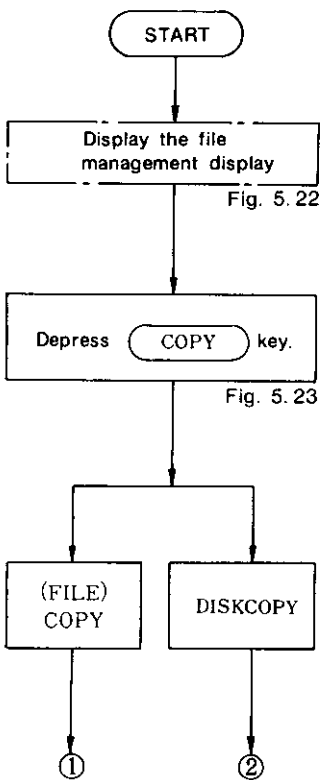 START
Display the file
management display
Fig. 5.22
Depress COPY key.
Fig. 5.23
(FILE)
COPY
DISKCOPY
① ②